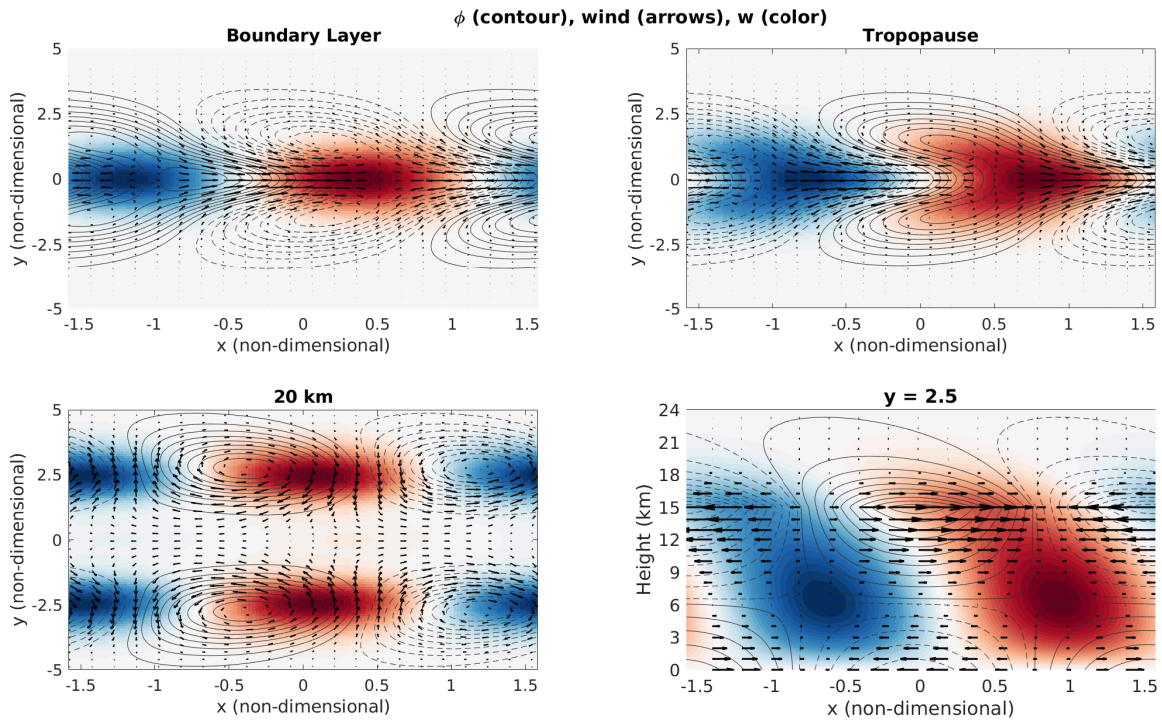 ϕ (contour), wind (arrows), w (color)
Boundary Layer
5
2.5
0
-2.5
-5
y (non-dimensional)
-1.5 -1 -0.5 0 0.5 1 1.5
x (non-dimensional)
Tropopause
5
2.5
0
-2.5
-5
y (non-dimensional)
-1.5 -1 -0.5 0 0.5 1 1.5
x (non-dimensional)
20 km
5
2.5
0
-2.5
-5
y (non-dimensional)
-1.5 -1 -0.5 0 0.5 1 1.5
x (non-dimensional)
y = 2.5
24
21
18
15
12
9
6
3
0
Height (km)
-1.5 -1 -0.5 0 0.5 1 1.5
x (non-dimensional)